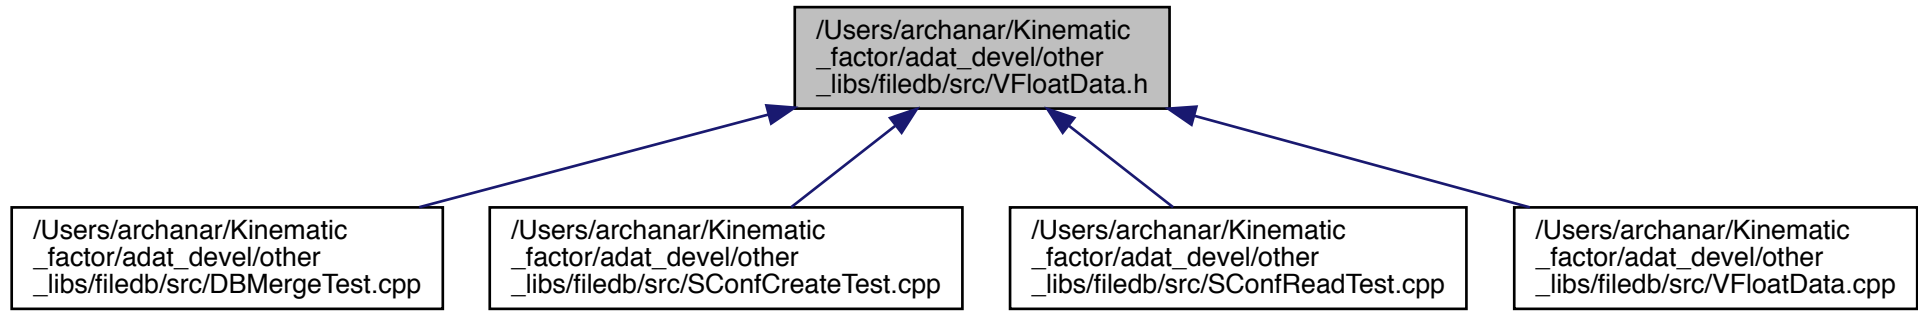 /Users/archanar/Kinematic
_factor/adat_devel/other
_libs/filedb/src/VFloatData.h
/Users/archanar/Kinematic
_factor/adat_devel/other
_libs/filedb/src/DBMergeTest.cpp
/Users/archanar/Kinematic
_factor/adat_devel/other
_libs/filedb/src/SConfCreateTest.cpp
/Users/archanar/Kinematic
_factor/adat_devel/other
_libs/filedb/src/SConfReadTest.cpp
/Users/archanar/Kinematic
_factor/adat_devel/other
_libs/filedb/src/VFloatData.cpp